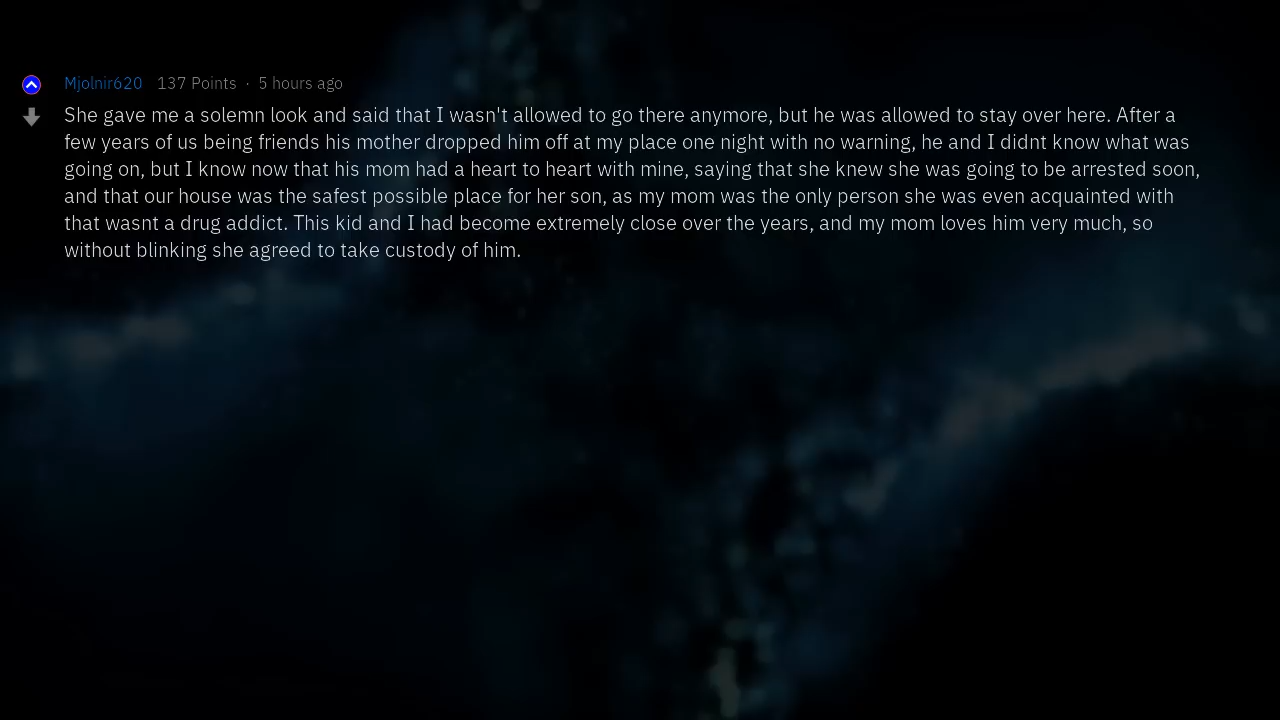 Mjolnir620 137 Points · 5 hours ago
She gave me a solemn look and said that I wasn't allowed to go there anymore, but he was allowed to stay over here. After a
few years of us being friends his mother dropped him off at my place one night with no warning, he and I didnt know what was
going on, but I know now that his mom had a heart to heart with mine, saying that she knew she was going to be arrested soon,
and that our house was the safest possible place for her son, as my mom was the only person she was even acquainted with
that wasnt a drug addict. This kid and I had become extremely close over the years, and my mom loves him very much, so
without blinking she agreed to take custody of him.